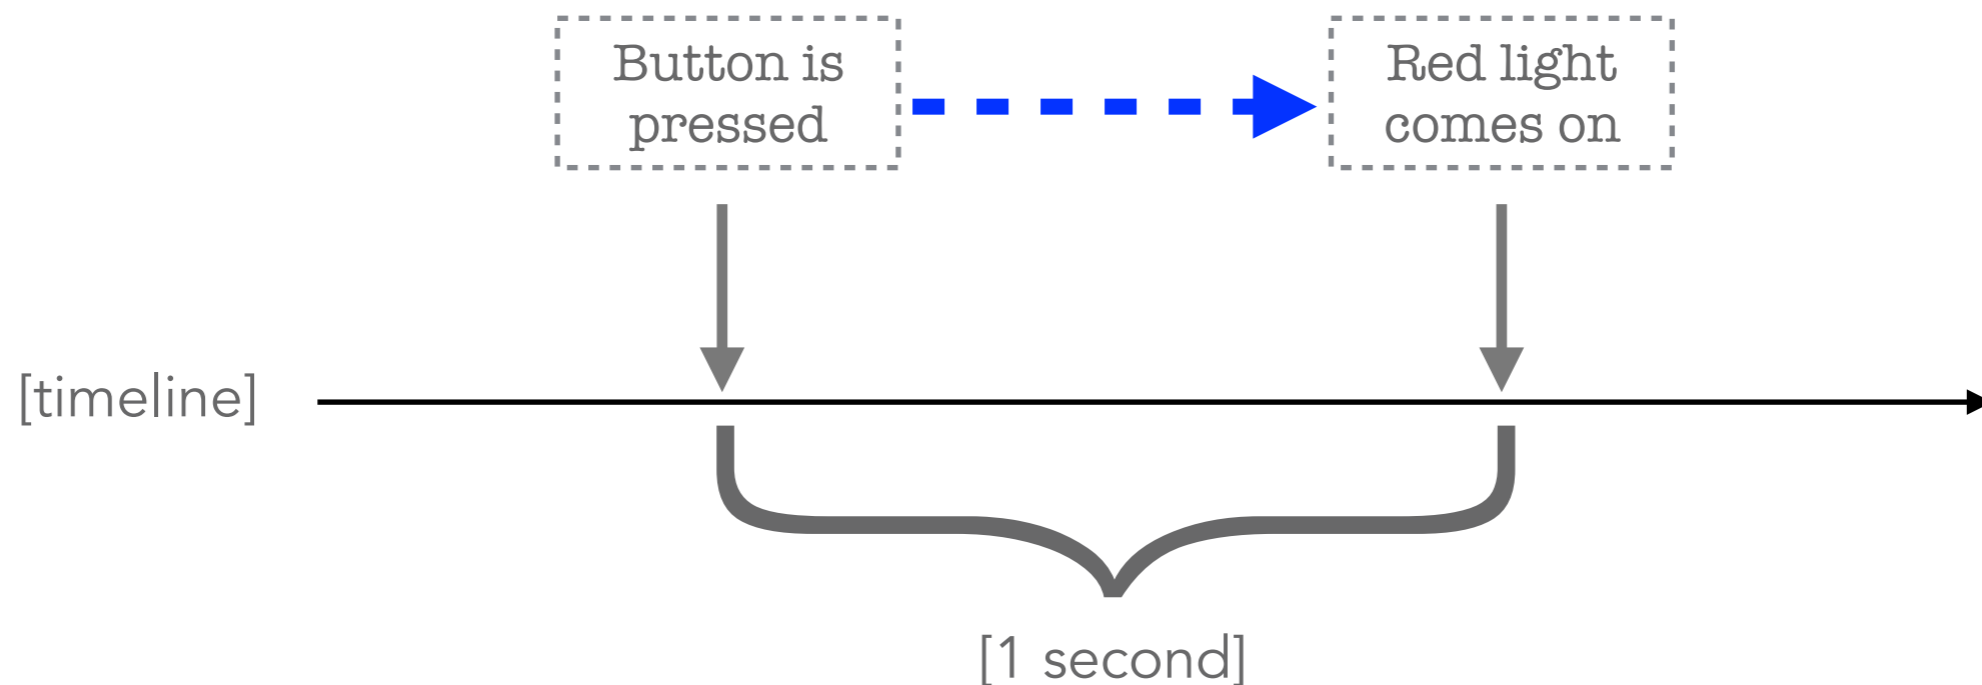 Button is
pressed
Red light
comes on
[timeline]
[1 second]